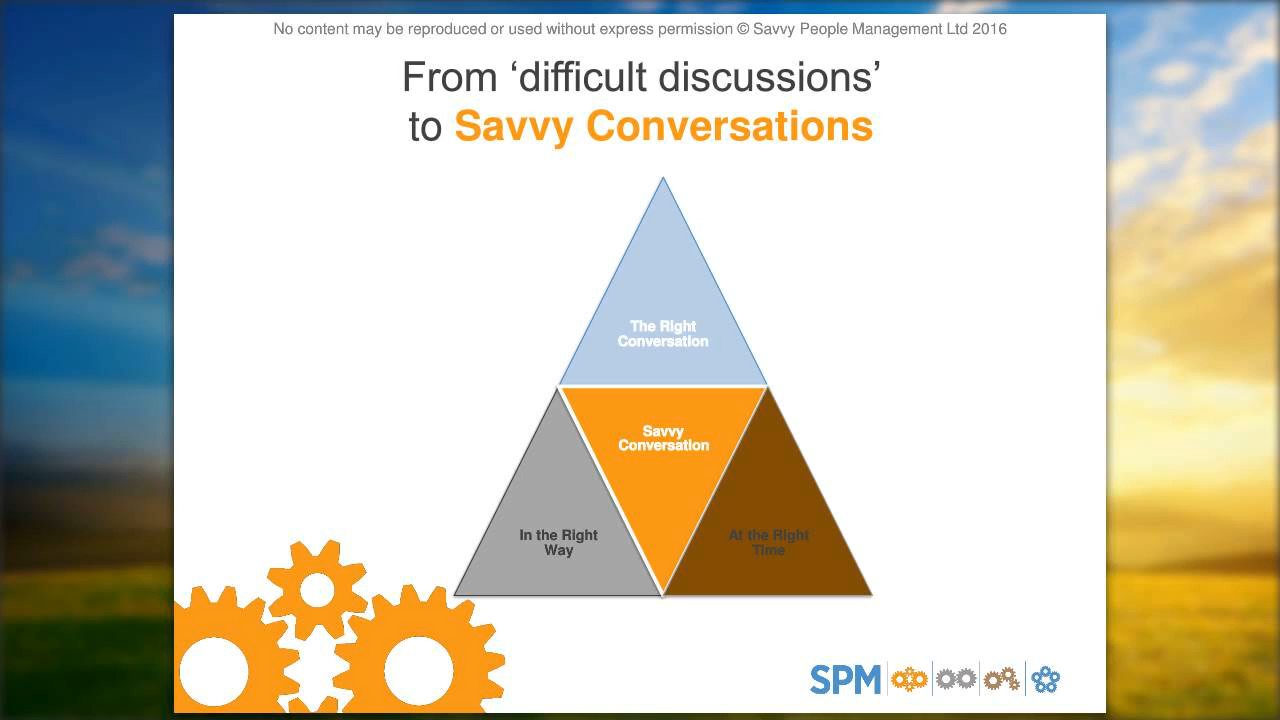 No content may be reproduced or used without express permission © Savvy People Management Ltd 2016
From ‘difficult discussions’
to Savvy Conversations
The Right
Conversation
Savvy
Conversation
In the Right
Way
At the Right
Time
SPM